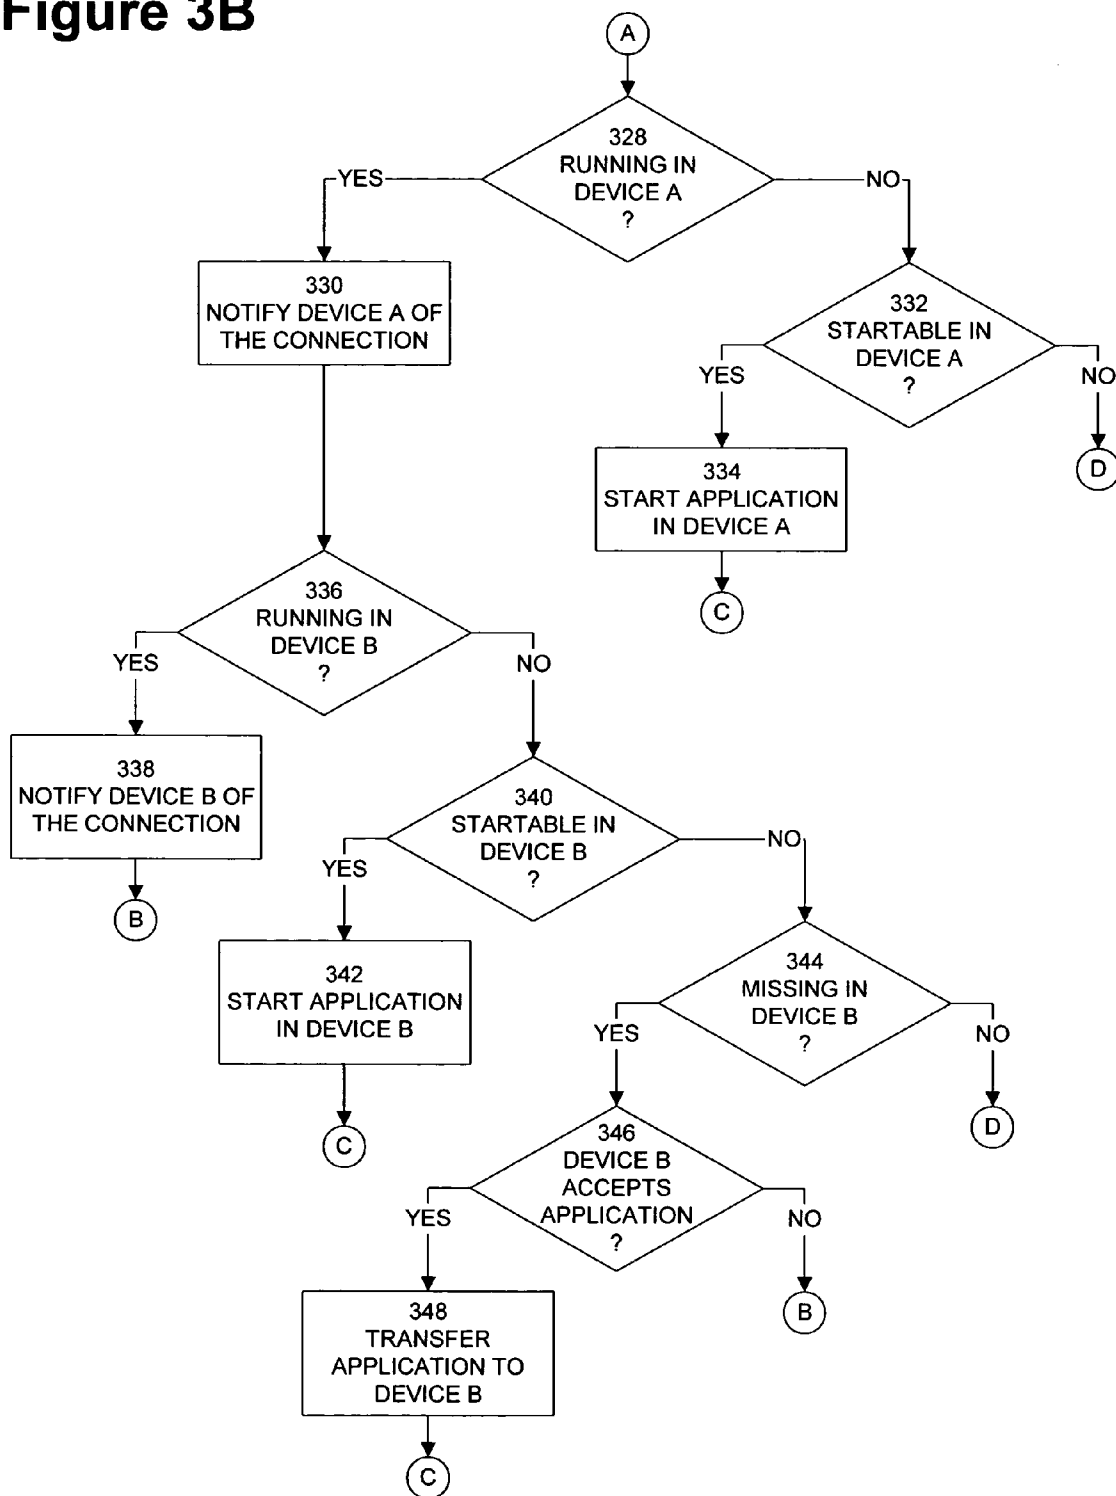 Figure 3B
A
328
RUNNING IN
DEVICE A
?
YES
NO
330
NOTIFY DEVICE A OF
THE CONNECTION
332
STARTABLE IN
DEVICE A
?
YES
NO
D
334
START APPLICATION
IN DEVICE A
C
336
RUNNING IN
DEVICE B
?
YES
NO
338
NOTIFY DEVICE B OF
THE CONNECTION
B
340
STARTABLE IN
DEVICE B
?
YES
NO
342
START APPLICATION
IN DEVICE B
C
344
MISSING IN
DEVICE B
?
YES
NO
D
346
DEVICE B
ACCEPTS
APPLICATION
?
YES
NO
B
348
TRANSFER
APPLICATION TO
DEVICE B
C